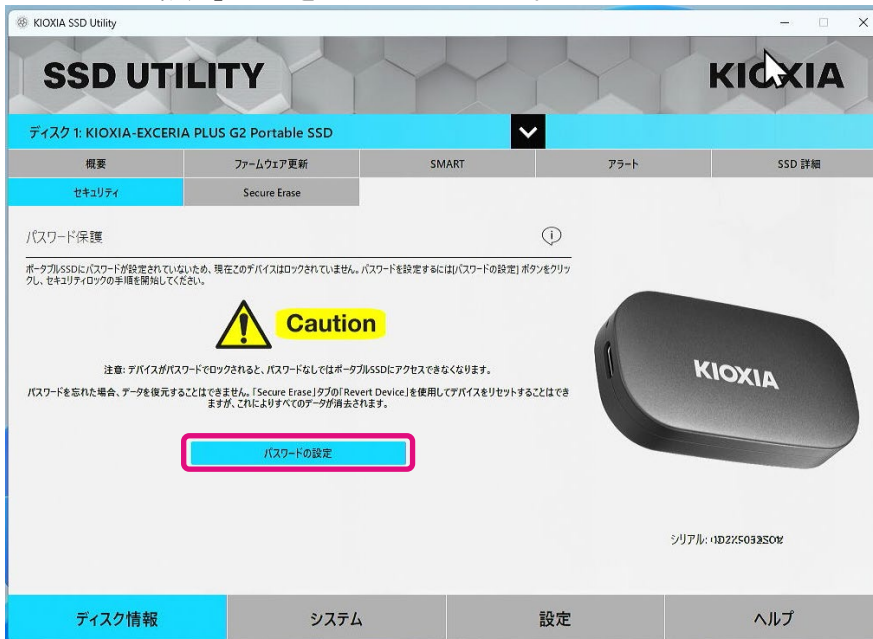 KIOXIA SSD Utility
SSD UTILITY
KIOXIA
ディスク 1: KIOXIA-EXCERIA PLUS G2 Portable SSD
概要
ファームウェア更新
SMART
アラート
SSD 詳細
セキュリティ
Secure Erase
パスワード保護
ポータブルSSDにパスワードが設定されていないため、現在このデバイスはロックされていません。パスワードを設定するには[パスワードの設定] ボタンをクリッ
クし、セキュリティロックの手順を開始してください。
Caution
注意: デバイスがパスワードでロックされると、パスワードなしではポータブルSSDにアクセスできなくなります。
パスワードを忘れた場合、データを復元することはできません。「Secure Erase」タブの「Revert Device」を使用してデバイスをリセットすることはでき
ますが、これによりすべてのデータが消去されます。
パスワードの設定
KIOXIA
シリアル:
ディスク情報
システム
設定
ヘルプ